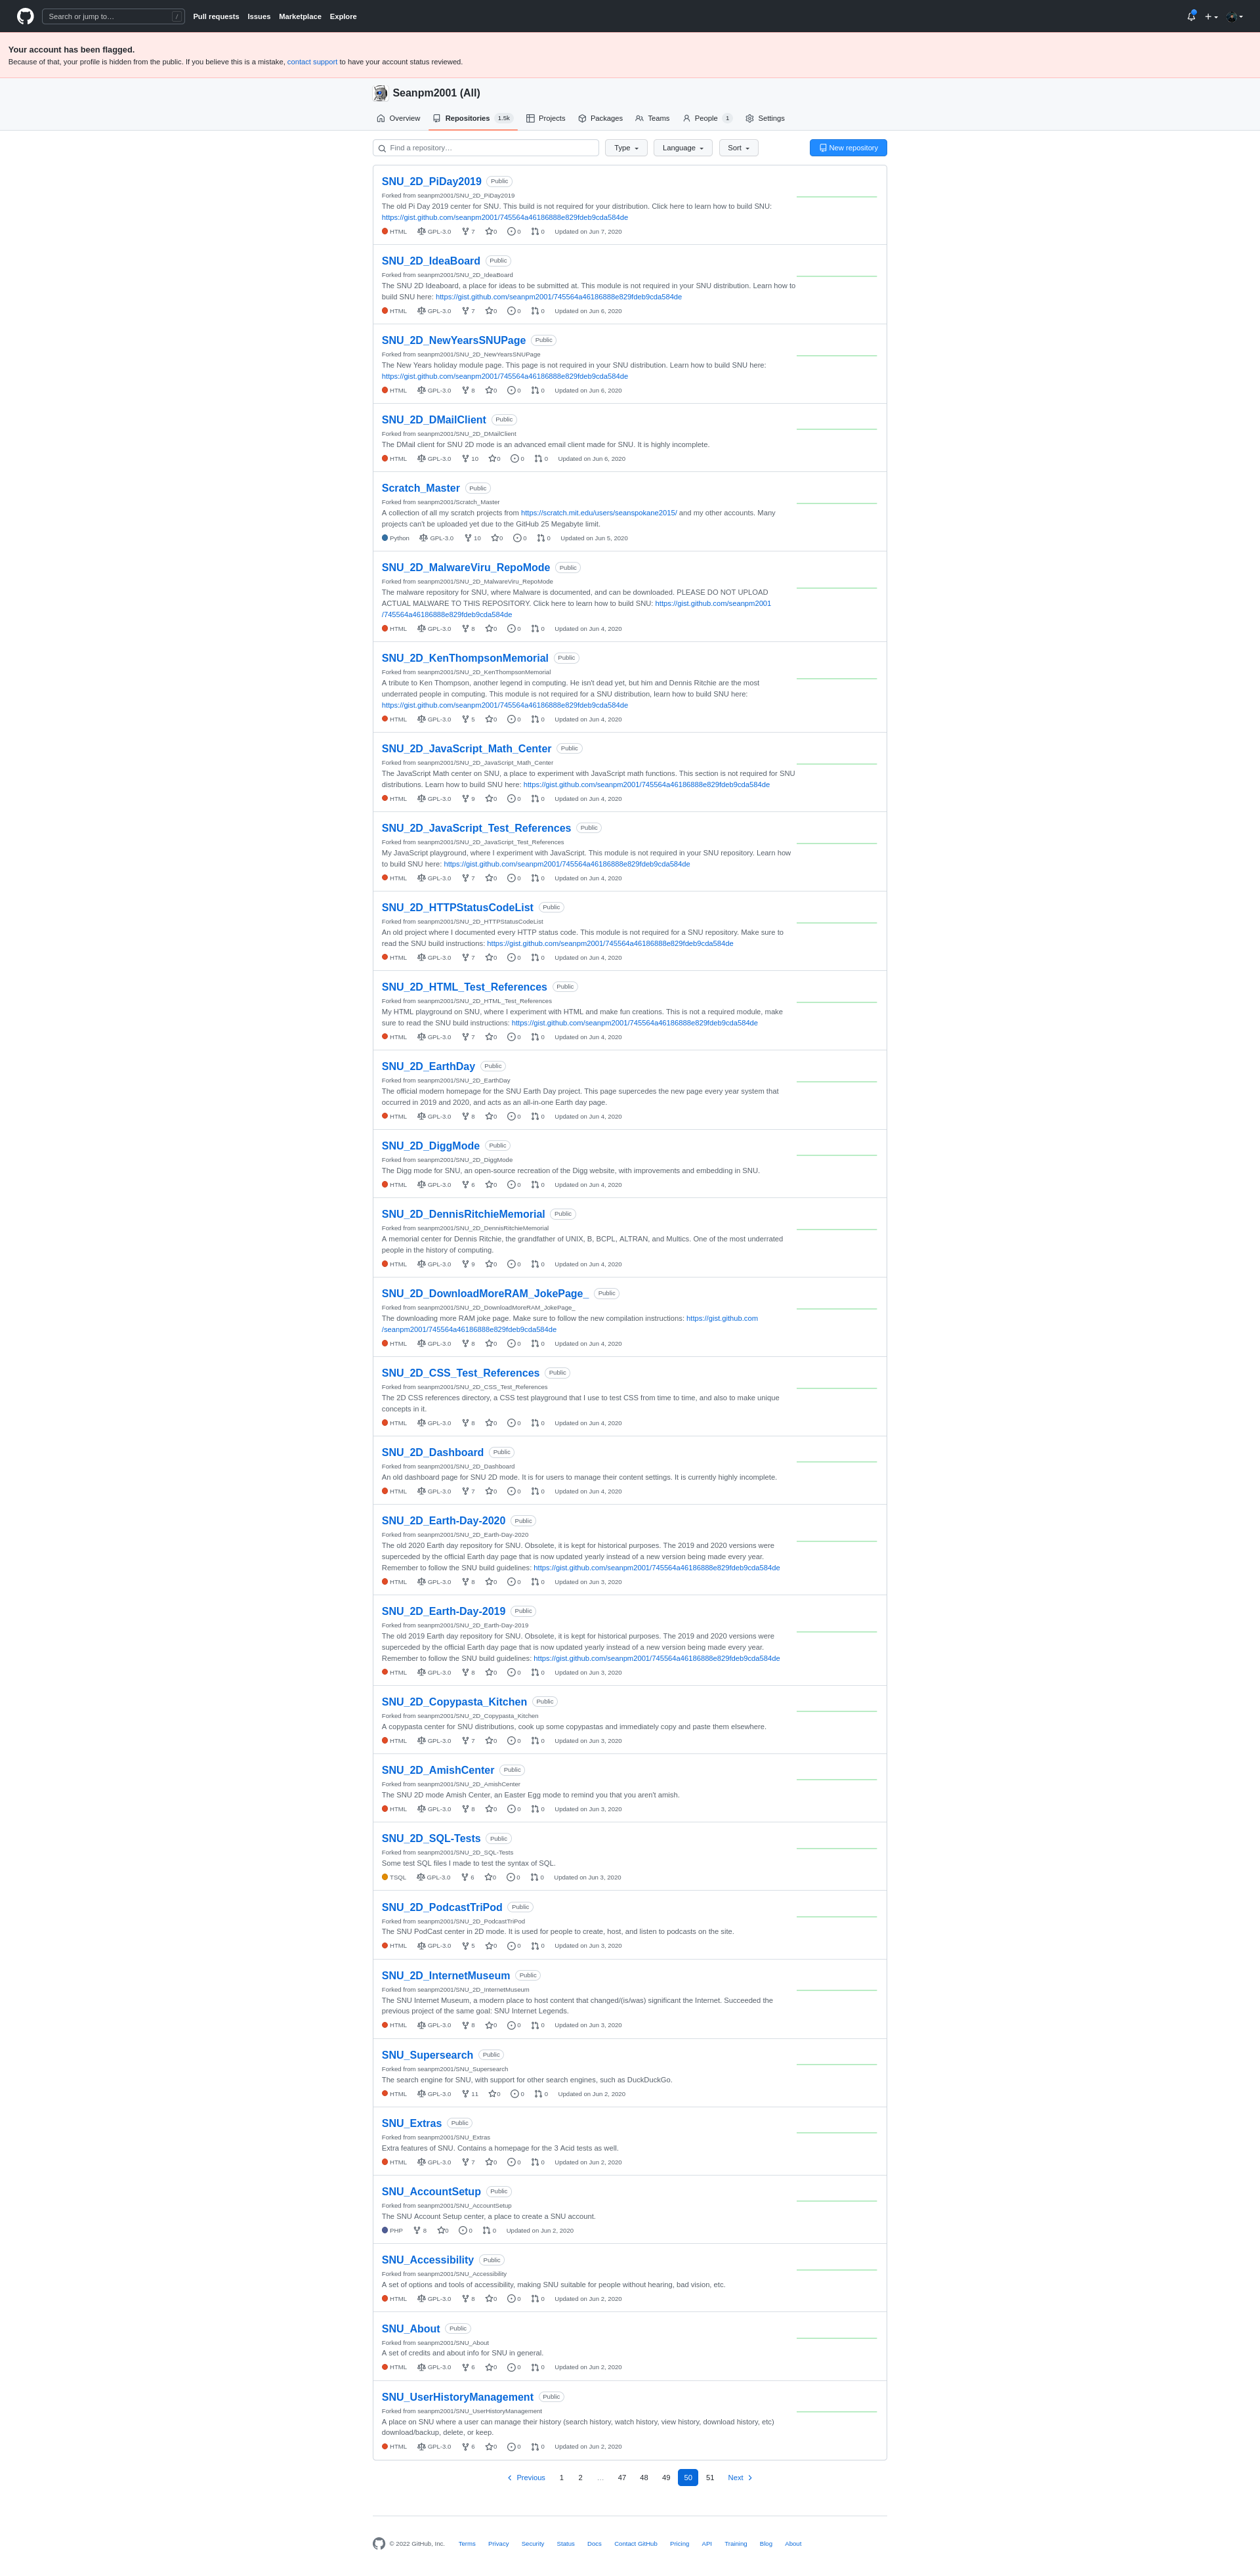 Search or jump to… /
Pull requests Issues Marketplace Explore
Your account has been flagged.
Because of that, your profile is hidden from the public. If you believe this is a mistake, contact support to have your account status reviewed.
Seanpm2001 (All)
Overview Repositories 1.5k Projects Packages Teams People 1 Settings
Find a repository… Type Language Sort New repository
SNU_2D_PiDay2019 Public
Forked from seanpm2001/SNU_2D_PiDay2019
The old Pi Day 2019 center for SNU. This build is not required for your distribution. Click here to learn how to build SNU:
https://gist.github.com/seanpm2001/745564a46186888e829fdeb9cda584de
HTML GPL-3.0 7 0 0 0 Updated on Jun 7, 2020
SNU_2D_IdeaBoard Public
Forked from seanpm2001/SNU_2D_IdeaBoard
The SNU 2D Ideaboard, a place for ideas to be submitted at. This module is not required in your SNU distribution. Learn how to
build SNU here: https://gist.github.com/seanpm2001/745564a46186888e829fdeb9cda584de
HTML GPL-3.0 7 0 0 0 Updated on Jun 6, 2020
SNU_2D_NewYearsSNUPage Public
Forked from seanpm2001/SNU_2D_NewYearsSNUPage
The New Years holiday module page. This page is not required in your SNU distribution. Learn how to build SNU here:
https://gist.github.com/seanpm2001/745564a46186888e829fdeb9cda584de
HTML GPL-3.0 8 0 0 0 Updated on Jun 6, 2020
SNU_2D_DMailClient Public
Forked from seanpm2001/SNU_2D_DMailClient
The DMail client for SNU 2D mode is an advanced email client made for SNU. It is highly incomplete.
HTML GPL-3.0 10 0 0 0 Updated on Jun 6, 2020
Scratch_Master Public
Forked from seanpm2001/Scratch_Master
A collection of all my scratch projects from https://scratch.mit.edu/users/seanspokane2015/ and my other accounts. Many
projects can't be uploaded yet due to the GitHub 25 Megabyte limit.
Python GPL-3.0 10 0 0 0 Updated on Jun 5, 2020
SNU_2D_MalwareViru_RepoMode Public
Forked from seanpm2001/SNU_2D_MalwareViru_RepoMode
The malware repository for SNU, where Malware is documented, and can be downloaded. PLEASE DO NOT UPLOAD
ACTUAL MALWARE TO THIS REPOSITORY. Click here to learn how to build SNU: https://gist.github.com/seanpm2001
/745564a46186888e829fdeb9cda584de
HTML GPL-3.0 8 0 0 0 Updated on Jun 4, 2020
SNU_2D_KenThompsonMemorial Public
Forked from seanpm2001/SNU_2D_KenThompsonMemorial
A tribute to Ken Thompson, another legend in computing. He isn't dead yet, but him and Dennis Ritchie are the most
underrated people in computing. This module is not required for a SNU distribution, learn how to build SNU here:
https://gist.github.com/seanpm2001/745564a46186888e829fdeb9cda584de
HTML GPL-3.0 5 0 0 0 Updated on Jun 4, 2020
SNU_2D_JavaScript_Math_Center Public
Forked from seanpm2001/SNU_2D_JavaScript_Math_Center
The JavaScript Math center on SNU, a place to experiment with JavaScript math functions. This section is not required for SNU
distributions. Learn how to build SNU here: https://gist.github.com/seanpm2001/745564a46186888e829fdeb9cda584de
HTML GPL-3.0 9 0 0 0 Updated on Jun 4, 2020
SNU_2D_JavaScript_Test_References Public
Forked from seanpm2001/SNU_2D_JavaScript_Test_References
My JavaScript playground, where I experiment with JavaScript. This module is not required in your SNU repository. Learn how
to build SNU here: https://gist.github.com/seanpm2001/745564a46186888e829fdeb9cda584de
HTML GPL-3.0 7 0 0 0 Updated on Jun 4, 2020
SNU_2D_HTTPStatusCodeList Public
Forked from seanpm2001/SNU_2D_HTTPStatusCodeList
An old project where I documented every HTTP status code. This module is not required for a SNU repository. Make sure to
read the SNU build instructions: https://gist.github.com/seanpm2001/745564a46186888e829fdeb9cda584de
HTML GPL-3.0 7 0 0 0 Updated on Jun 4, 2020
SNU_2D_HTML_Test_References Public
Forked from seanpm2001/SNU_2D_HTML_Test_References
My HTML playground on SNU, where I experiment with HTML and make fun creations. This is not a required module, make
sure to read the SNU build instructions: https://gist.github.com/seanpm2001/745564a46186888e829fdeb9cda584de
HTML GPL-3.0 7 0 0 0 Updated on Jun 4, 2020
SNU_2D_EarthDay Public
Forked from seanpm2001/SNU_2D_EarthDay
The official modern homepage for the SNU Earth Day project. This page supercedes the new page every year system that
occurred in 2019 and 2020, and acts as an all-in-one Earth day page.
HTML GPL-3.0 8 0 0 0 Updated on Jun 4, 2020
SNU_2D_DiggMode Public
Forked from seanpm2001/SNU_2D_DiggMode
The Digg mode for SNU, an open-source recreation of the Digg website, with improvements and embedding in SNU.
HTML GPL-3.0 6 0 0 0 Updated on Jun 4, 2020
SNU_2D_DennisRitchieMemorial Public
Forked from seanpm2001/SNU_2D_DennisRitchieMemorial
A memorial center for Dennis Ritchie, the grandfather of UNIX, B, BCPL, ALTRAN, and Multics. One of the most underrated
people in the history of computing.
HTML GPL-3.0 9 0 0 0 Updated on Jun 4, 2020
SNU_2D_DownloadMoreRAM_JokePage_ Public
Forked from seanpm2001/SNU_2D_DownloadMoreRAM_JokePage_
The downloading more RAM joke page. Make sure to follow the new compilation instructions: https://gist.github.com
/seanpm2001/745564a46186888e829fdeb9cda584de
HTML GPL-3.0 8 0 0 0 Updated on Jun 4, 2020
SNU_2D_CSS_Test_References Public
Forked from seanpm2001/SNU_2D_CSS_Test_References
The 2D CSS references directory, a CSS test playground that I use to test CSS from time to time, and also to make unique
concepts in it.
HTML GPL-3.0 8 0 0 0 Updated on Jun 4, 2020
SNU_2D_Dashboard Public
Forked from seanpm2001/SNU_2D_Dashboard
An old dashboard page for SNU 2D mode. It is for users to manage their content settings. It is currently highly incomplete.
HTML GPL-3.0 7 0 0 0 Updated on Jun 4, 2020
SNU_2D_Earth-Day-2020 Public
Forked from seanpm2001/SNU_2D_Earth-Day-2020
The old 2020 Earth day repository for SNU. Obsolete, it is kept for historical purposes. The 2019 and 2020 versions were
superceded by the official Earth day page that is now updated yearly instead of a new version being made every year.
Remember to follow the SNU build guidelines: https://gist.github.com/seanpm2001/745564a46186888e829fdeb9cda584de
HTML GPL-3.0 8 0 0 0 Updated on Jun 3, 2020
SNU_2D_Earth-Day-2019 Public
Forked from seanpm2001/SNU_2D_Earth-Day-2019
The old 2019 Earth day repository for SNU. Obsolete, it is kept for historical purposes. The 2019 and 2020 versions were
superceded by the official Earth day page that is now updated yearly instead of a new version being made every year.
Remember to follow the SNU build guidelines: https://gist.github.com/seanpm2001/745564a46186888e829fdeb9cda584de
HTML GPL-3.0 8 0 0 0 Updated on Jun 3, 2020
SNU_2D_Copypasta_Kitchen Public
Forked from seanpm2001/SNU_2D_Copypasta_Kitchen
A copypasta center for SNU distributions, cook up some copypastas and immediately copy and paste them elsewhere.
HTML GPL-3.0 7 0 0 0 Updated on Jun 3, 2020
SNU_2D_AmishCenter Public
Forked from seanpm2001/SNU_2D_AmishCenter
The SNU 2D mode Amish Center, an Easter Egg mode to remind you that you aren't amish.
HTML GPL-3.0 8 0 0 0 Updated on Jun 3, 2020
SNU_2D_SQL-Tests Public
Forked from seanpm2001/SNU_2D_SQL-Tests
Some test SQL files I made to test the syntax of SQL.
TSQL GPL-3.0 6 0 0 0 Updated on Jun 3, 2020
SNU_2D_PodcastTriPod Public
Forked from seanpm2001/SNU_2D_PodcastTriPod
The SNU PodCast center in 2D mode. It is used for people to create, host, and listen to podcasts on the site.
HTML GPL-3.0 5 0 0 0 Updated on Jun 3, 2020
SNU_2D_InternetMuseum Public
Forked from seanpm2001/SNU_2D_InternetMuseum
The SNU Internet Museum, a modern place to host content that changed/(is/was) significant the Internet. Succeeded the
previous project of the same goal: SNU Internet Legends.
HTML GPL-3.0 8 0 0 0 Updated on Jun 3, 2020
SNU_Supersearch Public
Forked from seanpm2001/SNU_Supersearch
The search engine for SNU, with support for other search engines, such as DuckDuckGo.
HTML GPL-3.0 11 0 0 0 Updated on Jun 2, 2020
SNU_Extras Public
Forked from seanpm2001/SNU_Extras
Extra features of SNU. Contains a homepage for the 3 Acid tests as well.
HTML GPL-3.0 7 0 0 0 Updated on Jun 2, 2020
SNU_AccountSetup Public
Forked from seanpm2001/SNU_AccountSetup
The SNU Account Setup center, a place to create a SNU account.
PHP 8 0 0 0 Updated on Jun 2, 2020
SNU_Accessibility Public
Forked from seanpm2001/SNU_Accessibility
A set of options and tools of accessibility, making SNU suitable for people without hearing, bad vision, etc.
HTML GPL-3.0 8 0 0 0 Updated on Jun 2, 2020
SNU_About Public
Forked from seanpm2001/SNU_About
A set of credits and about info for SNU in general.
HTML GPL-3.0 6 0 0 0 Updated on Jun 2, 2020
SNU_UserHistoryManagement Public
Forked from seanpm2001/SNU_UserHistoryManagement
A place on SNU where a user can manage their history (search history, watch history, view history, download history, etc)
download/backup, delete, or keep.
HTML GPL-3.0 6 0 0 0 Updated on Jun 2, 2020
Previous 1 2 … 47 48 49 50 51 Next
© 2022 GitHub, Inc. Terms Privacy Security Status Docs Contact GitHub Pricing API Training Blog About